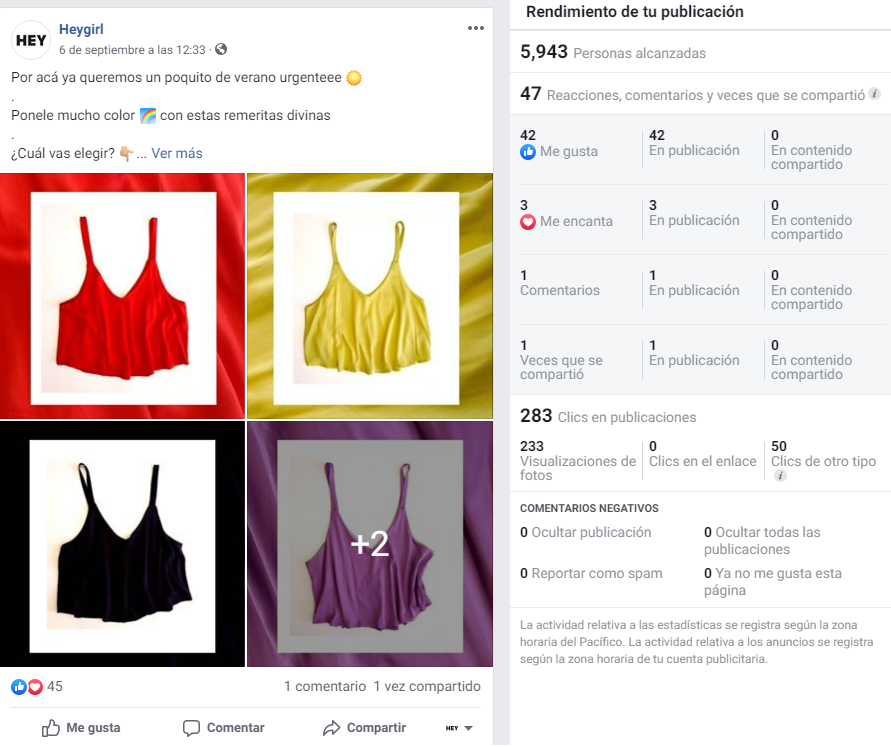 HEY
Heygirl
6 de septiembre a las 12:33 ·
Por acá ya queremos un poquito de verano urgenteee ☀️
.
Ponele mucho color 🌈 con estas remeritas divinas
.
¿Cuál vas elegir? 👇🏼... Ver más
+2
45
1 comentario 1 vez compartido
Me gusta
Comentar
Compartir
HEY
Rendimiento de tu publicación
5,943 Personas alcanzadas
47 Reacciones, comentarios y veces que se compartió
42
Me gusta
42
En publicación
0
En contenido
compartido
3
Me encanta
3
En publicación
0
En contenido
compartido
1
Comentarios
1
En publicación
0
En contenido
compartido
1
Veces que se
compartió
1
En publicación
0
En contenido
compartido
283 Clics en publicaciones
233
Visualizaciones de
fotos
0
Clics en el enlace
50
Clics de otro tipo
COMENTARIOS NEGATIVOS
0 Ocultar publicación
0 Ocultar todas las
publicaciones
0 Reportar como spam
0 Ya no me gusta esta
página
La actividad relativa a las estadísticas se registra según la zona
horaria del Pacífico. La actividad relativa a los anuncios se registra
según la zona horaria de tu cuenta publicitaria.